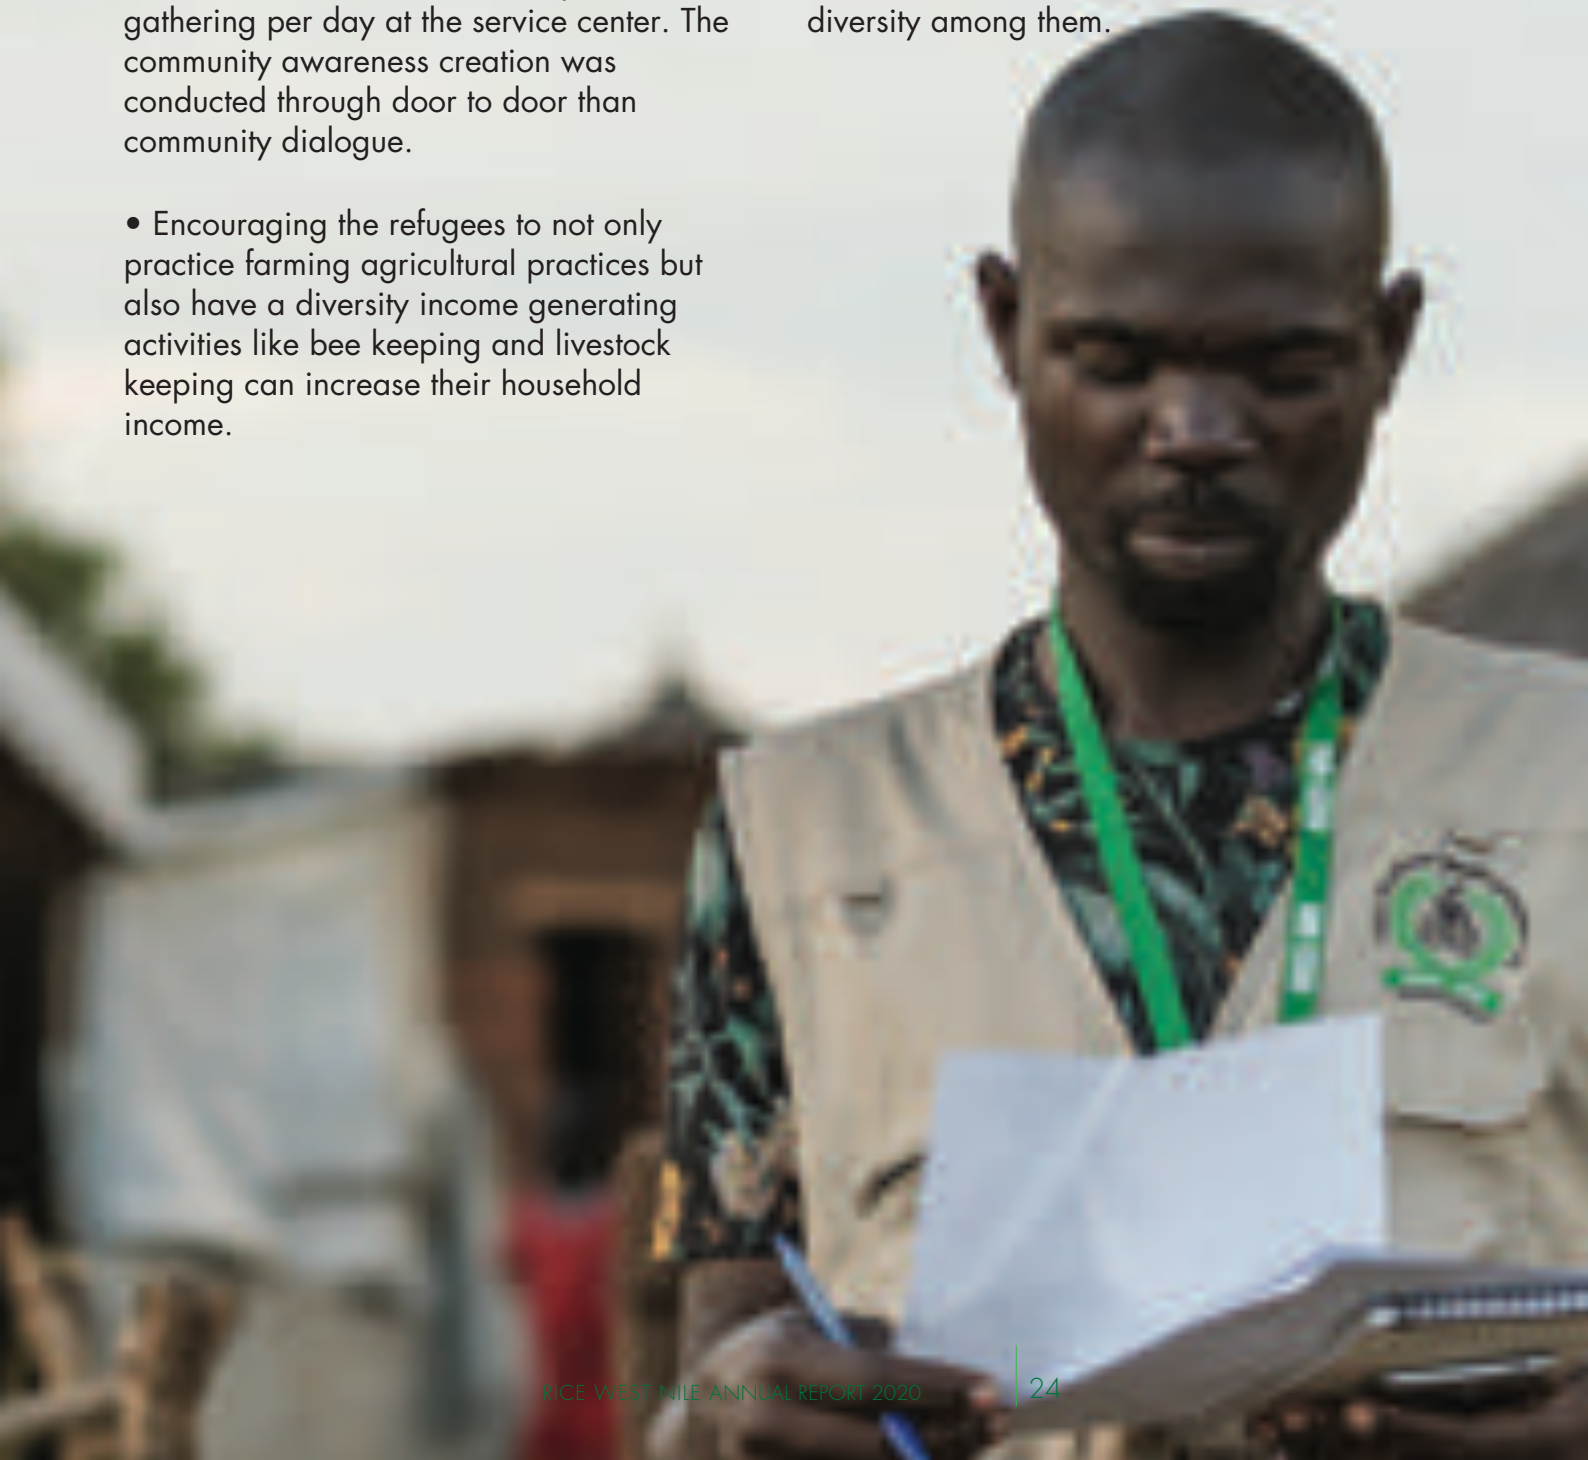 gathering per day at the service center. The
community awareness creation was
conducted through door to door than
community dialogue.
• Encouraging the refugees to not only
practice farming agricultural practices but
also have a diversity income generating
activities like bee keeping and livestock
keeping can increase their household
income.
diversity among them.
RICE WEST NILE ANNUAL REPORT 2020
24